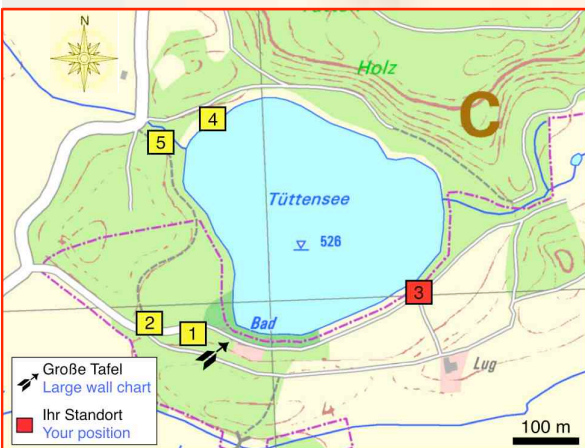 N
Holz
C
4
5
Tüttensee
526
3
2
1
Bad
Lug
Große Tafel
Large wall chart
Ihr Standort
Your position
100 m